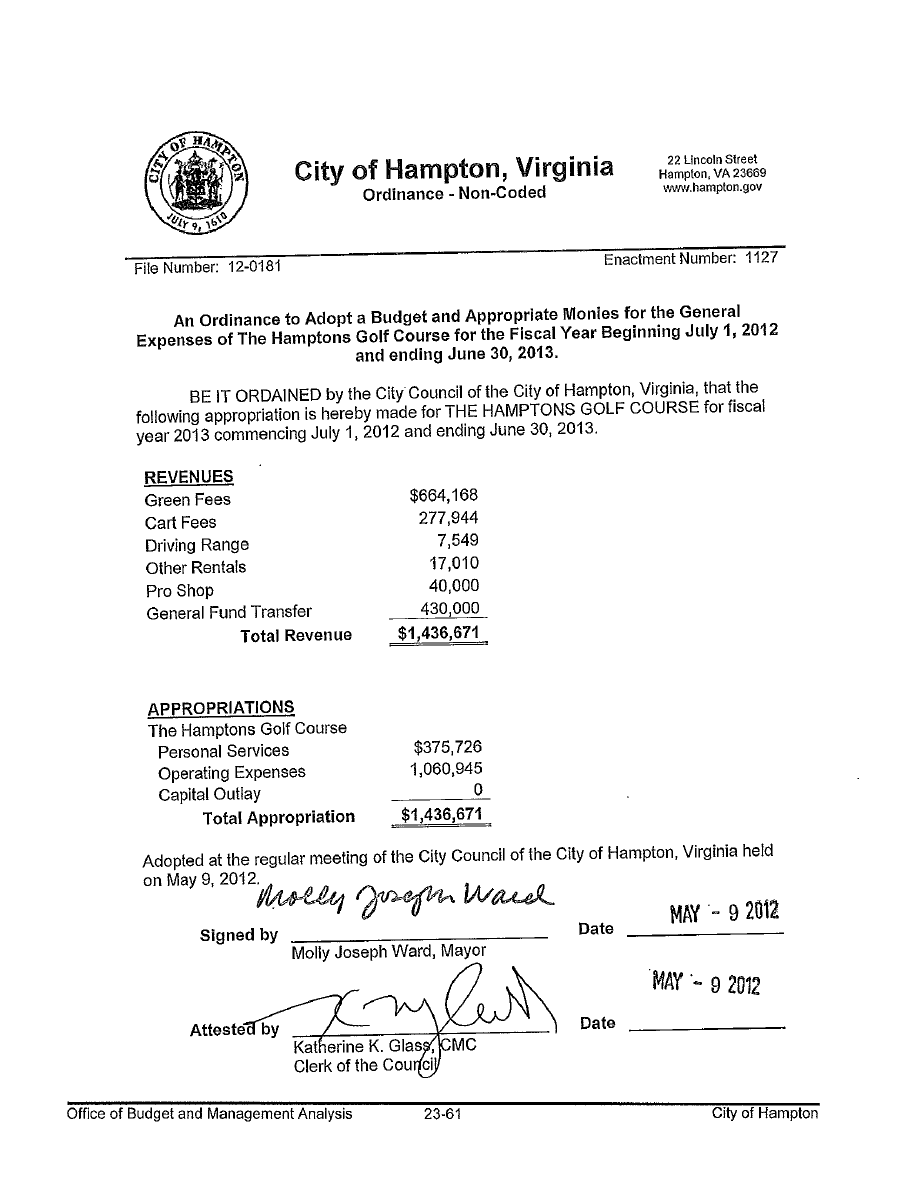 CITY OF HAMPTON
JULY 9, 1610
City of Hampton, Virginia
Ordinance - Non-Coded
22 Lincoln Street
Hampton, VA 23669
www.hampton.gov
File Number: 12-0181
Enactment Number: 1127
An Ordinance to Adopt a Budget and Appropriate Monies for the General
Expenses of The Hamptons Golf Course for the Fiscal Year Beginning July 1, 2012
and ending June 30, 2013.
BE IT ORDAINED by the City Council of the City of Hampton, Virginia, that the
following appropriation is hereby made for THE HAMPTONS GOLF COURSE for fiscal
year 2013 commencing July 1, 2012 and ending June 30, 2013.
REVENUES
Green Fees $664,168
Cart Fees 277,944
Driving Range 7,549
Other Rentals 17,010
Pro Shop 40,000
General Fund Transfer 430,000
Total Revenue $1,436,671
APPROPRIATIONS
The Hamptons Golf Course
Personal Services $375,726
Operating Expenses 1,060,945
Capital Outlay 0
Total Appropriation $1,436,671
Adopted at the regular meeting of the City Council of the City of Hampton, Virginia held
on May 9, 2012.
Molly Joseph Ward
MAY - 9 2012
Signed by Date
Molly Joseph Ward, Mayor
MAY - 9 2012
Attested by Date
Katherine K. Glass, CMC
Clerk of the Council
Office of Budget and Management Analysis 23-61 City of Hampton